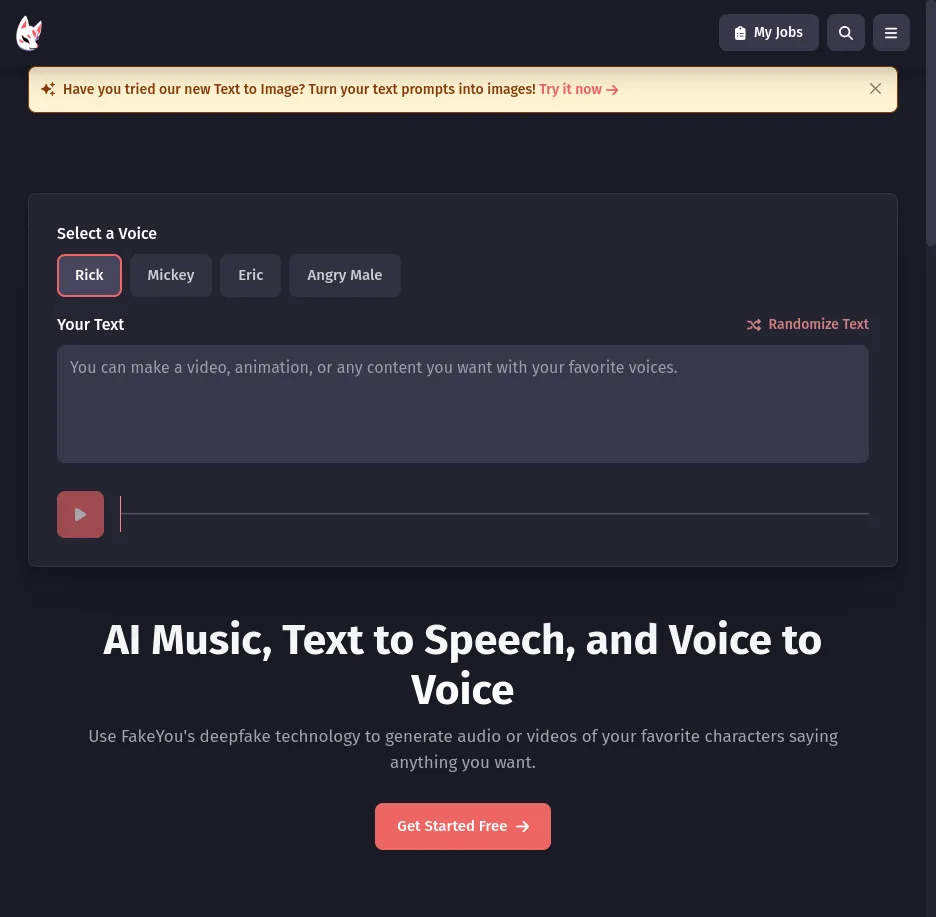 My Jobs
Have you tried our new Text to Image? Turn your text prompts into images! Try it now
Select a Voice
Rick
Mickey
Eric
Angry Male
Your Text
Randomize Text
You can make a video, animation, or any content you want with your favorite voices.
AI Music, Text to Speech, and Voice to
Voice
Use FakeYou's deepfake technology to generate audio or videos of your favorite characters saying
anything you want.
Get Started Free